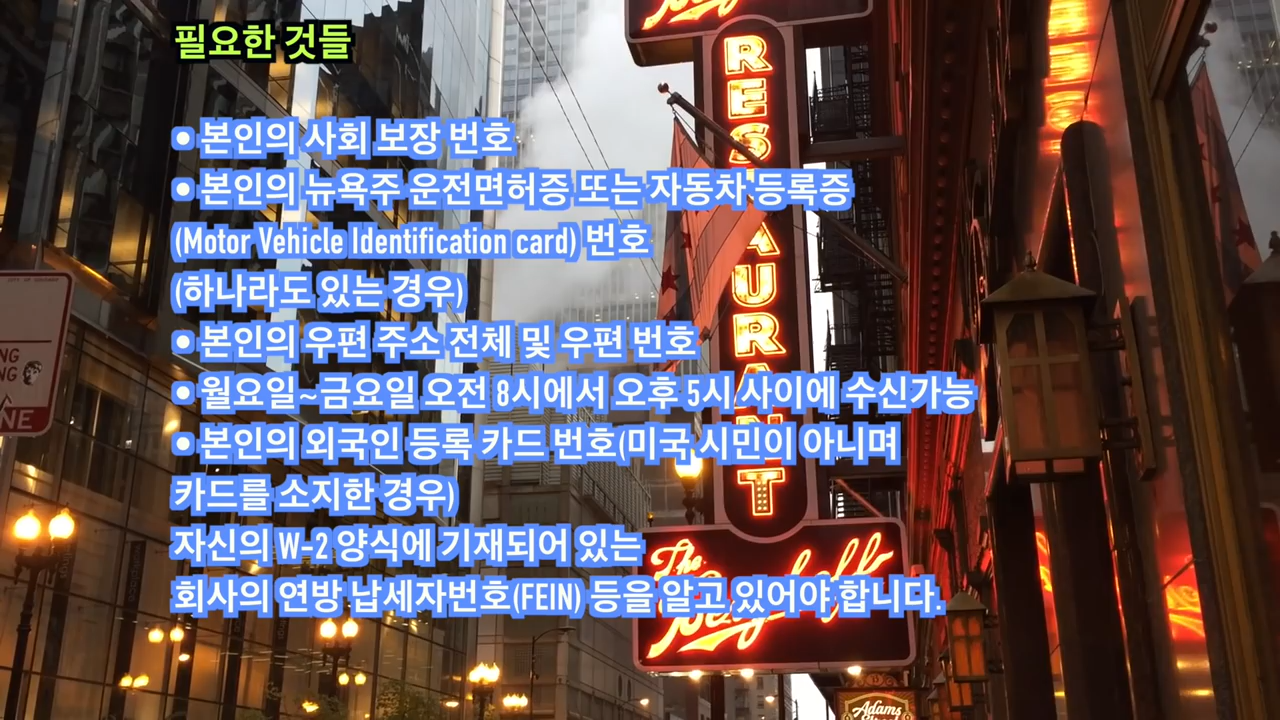 필요한 것들
• 본인의 사회 보장 번호
• 본인의 뉴욕주 운전면허증 또는 자동차 등록증
(Motor Vehicle Identification card) 번호
(하나라도 있는 경우)
• 본인의 우편 주소 전체 및 우편 번호
• 월요일~금요일 오전 8시에서 오후 5시 사이에 수신가능
• 본인의 외국인 등록 카드 번호(미국 시민이 아니며
카드를 소지한 경우)
자신의 W-2 양식에 기재되어 있는
회사의 연방 납세자번호(FEIN) 등을 알고 있어야 합니다.
RESTAURANT
The
Berghoff
Adams